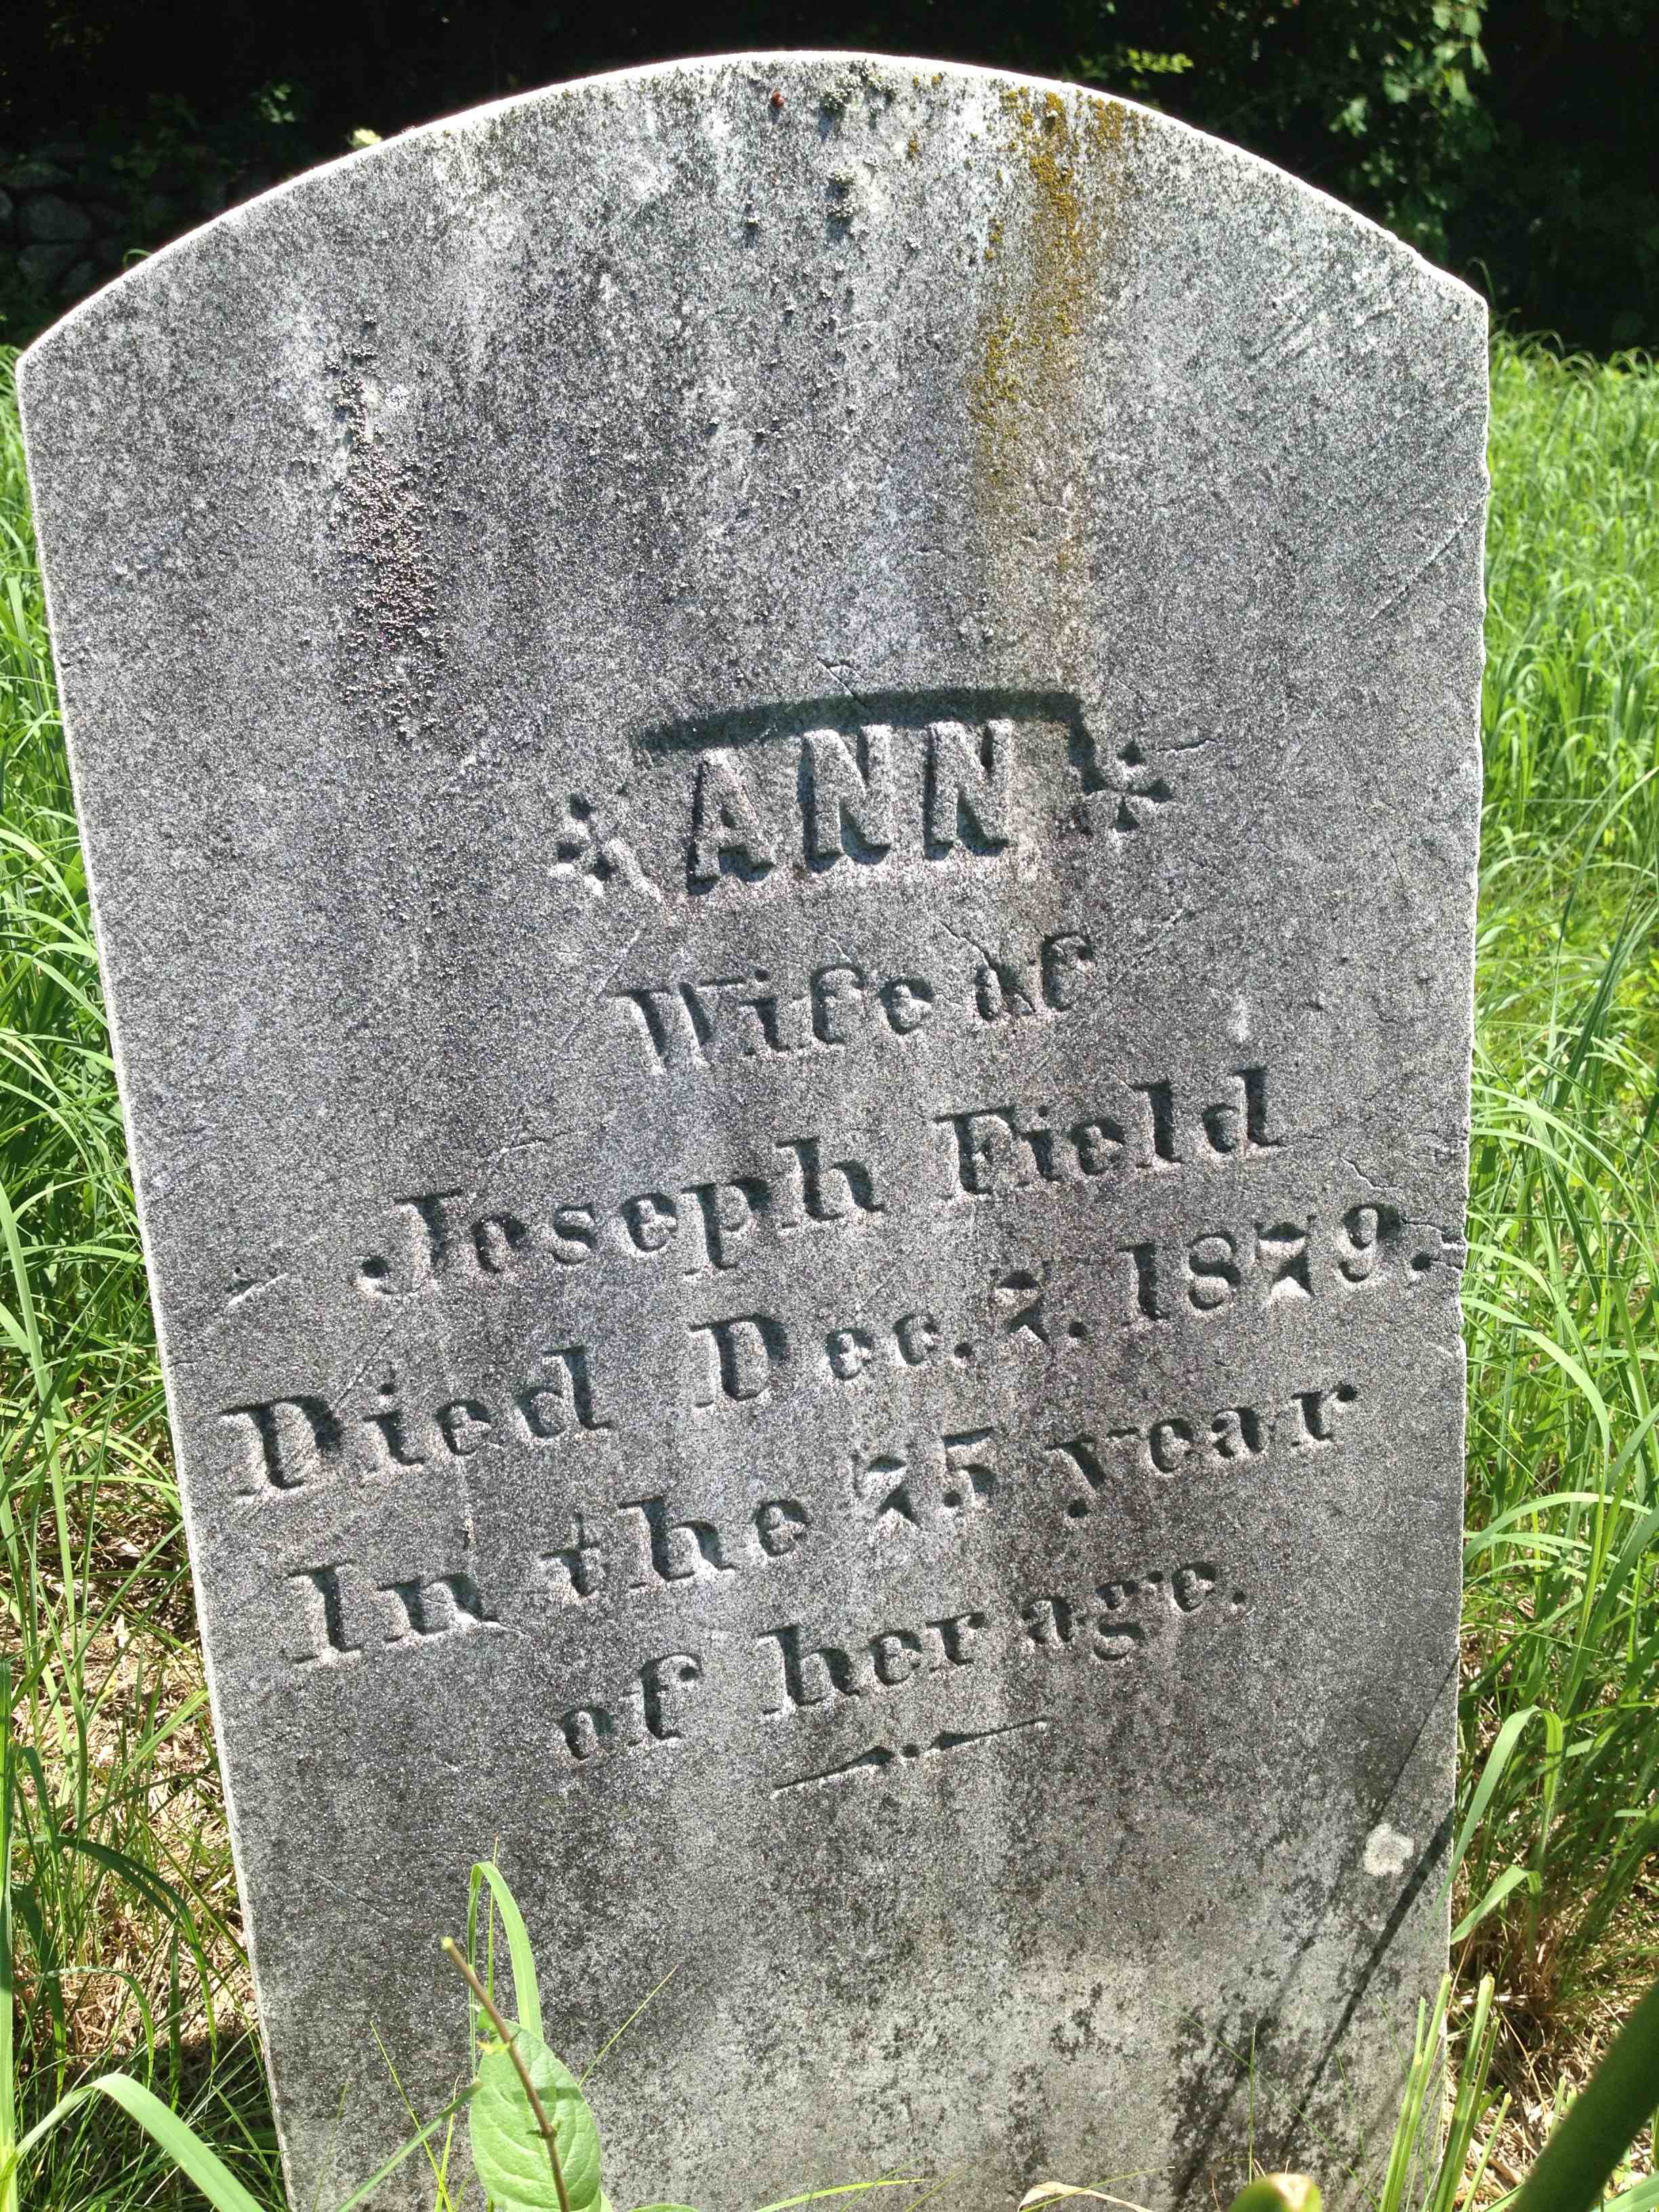 ANN
Wife of
Joseph Field
Died Dec. 7. 1879.
In the 75 year
of her age.